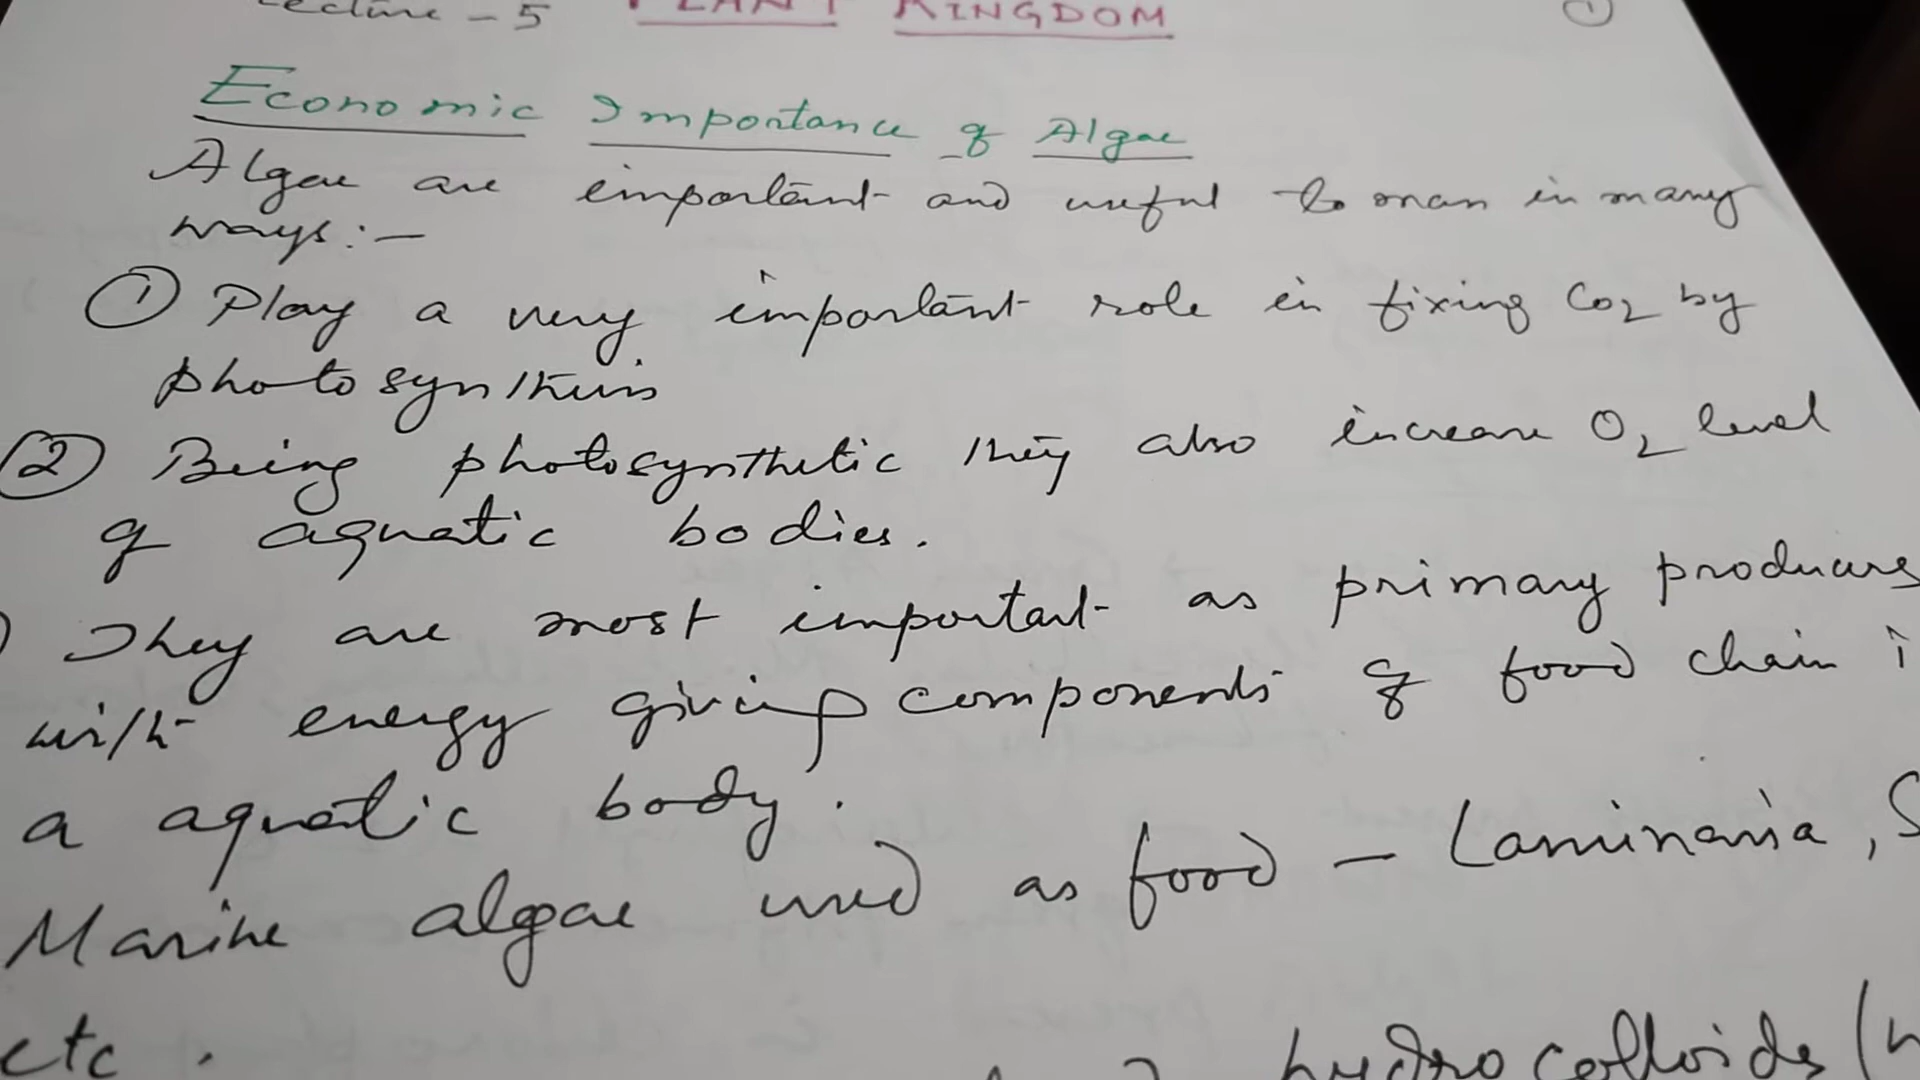 Lecture - 5 PLANT KINGDOM 1
Economic Importance of Algae
Algae are important and useful to man in many
ways:-
1 Play a very important role in fixing CO2 by
photosynthesis
2 Being photosynthetic they also increase O2 level
of aquatic bodies.
They are most important as primary producers
with energy giving components of food chain i
a aquatic body.
Marine algae used as food - Laminaria, S
etc.
hydrocolloids (